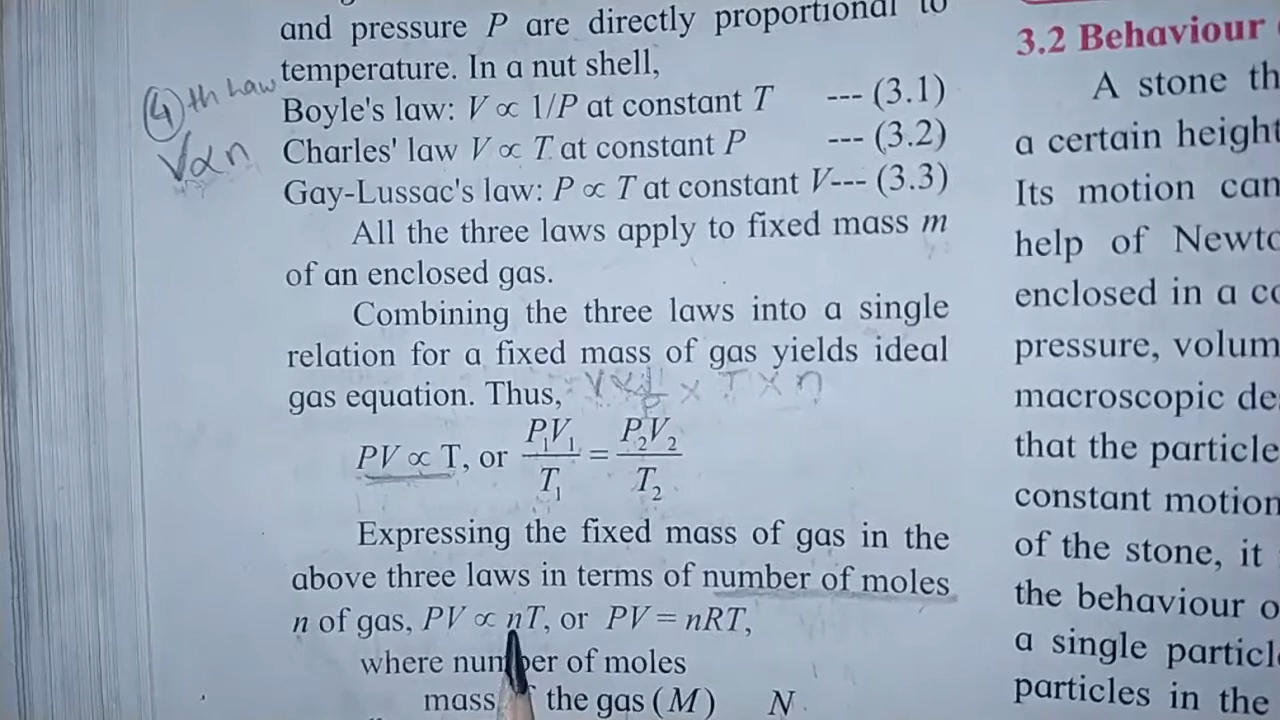 and pressure P are directly proportional to
temperature. In a nut shell,
4 th Law
V∝n
Boyle's law: V ∝ 1/P at constant T --- (3.1)
Charles' law V ∝ T at constant P --- (3.2)
Gay-Lussac's law: P ∝ T at constant V--- (3.3)
All the three laws apply to fixed mass m
of an enclosed gas.
Combining the three laws into a single
relation for a fixed mass of gas yields ideal
gas equation. Thus, V∝1/P × T × n
PV ∝ T, or P₁V₁/T₁ = P₂V₂/T₂
Expressing the fixed mass of gas in the
above three laws in terms of number of moles
n of gas, PV ∝ nT, or PV = nRT,
where number of moles
mass the gas (M) N
3.2 Behaviour
A stone th
a certain height
Its motion can
help of Newto
enclosed in a co
pressure, volum
macroscopic de
that the particle
constant motion
of the stone, it
the behaviour o
a single particl
particles in the